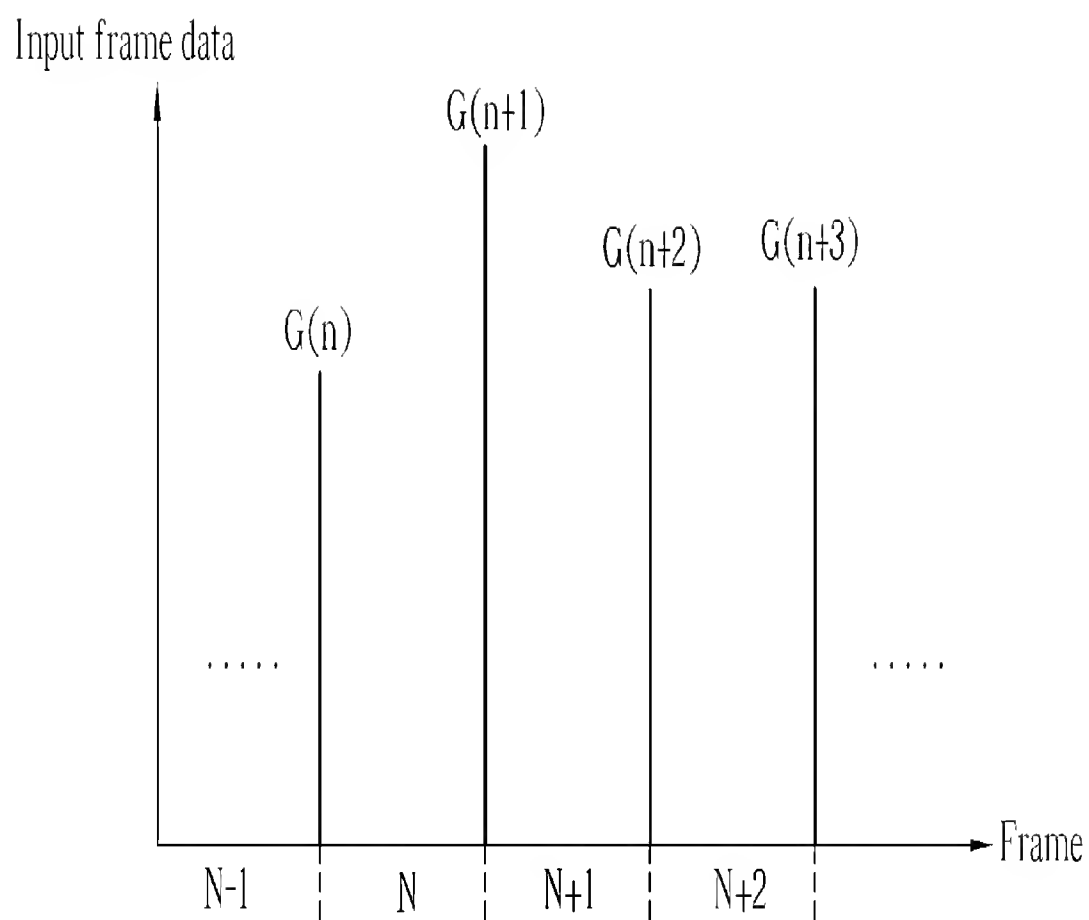 Input frame data
G(n+1)
G(n+2)
G(n+3)
G(n)
.....
.....
Frame
N-1
N
N+1
N+2